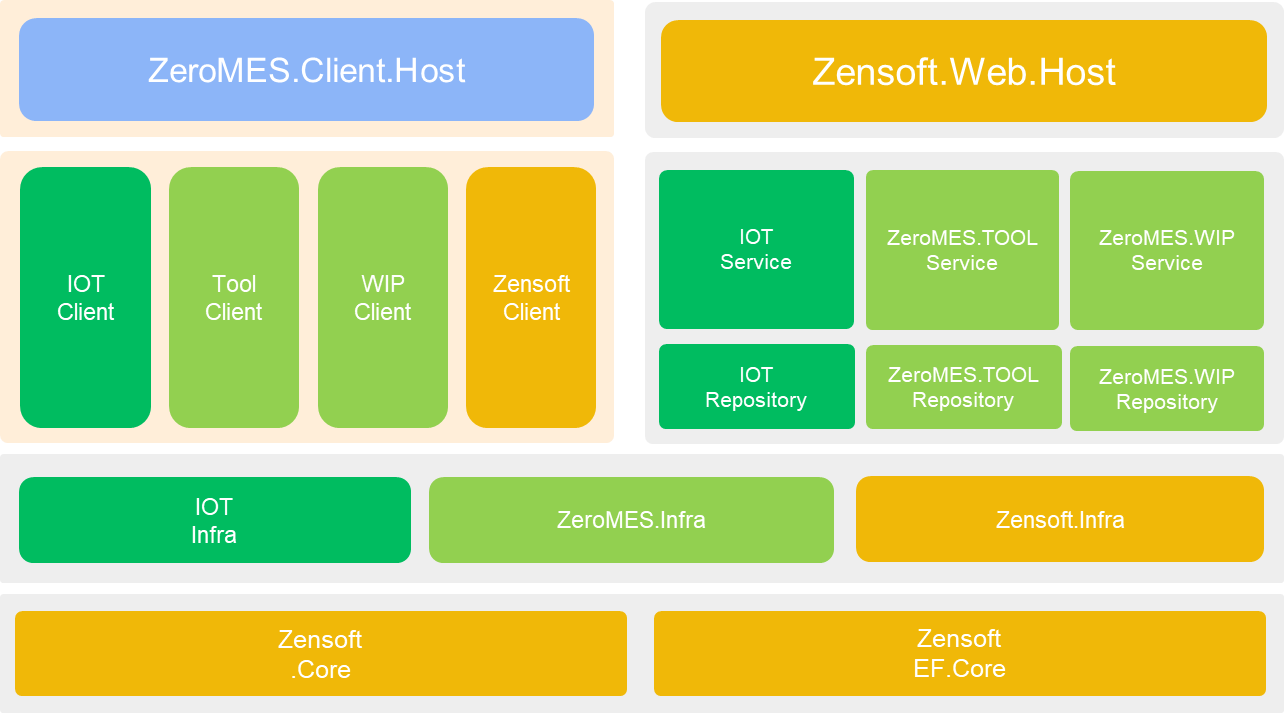 ZeroMES.Client.Host
Zensoft.Web.Host
IOT
Client
Tool
Client
WIP
Client
Zensoft
Client
IOT
Service
ZeroMES.TOOL
Service
ZeroMES.WIP
Service
IOT
Repository
ZeroMES.TOOL
Repository
ZeroMES.WIP
Repository
IOT
Infra
ZeroMES.Infra
Zensoft.Infra
Zensoft
.Core
Zensoft
EF.Core